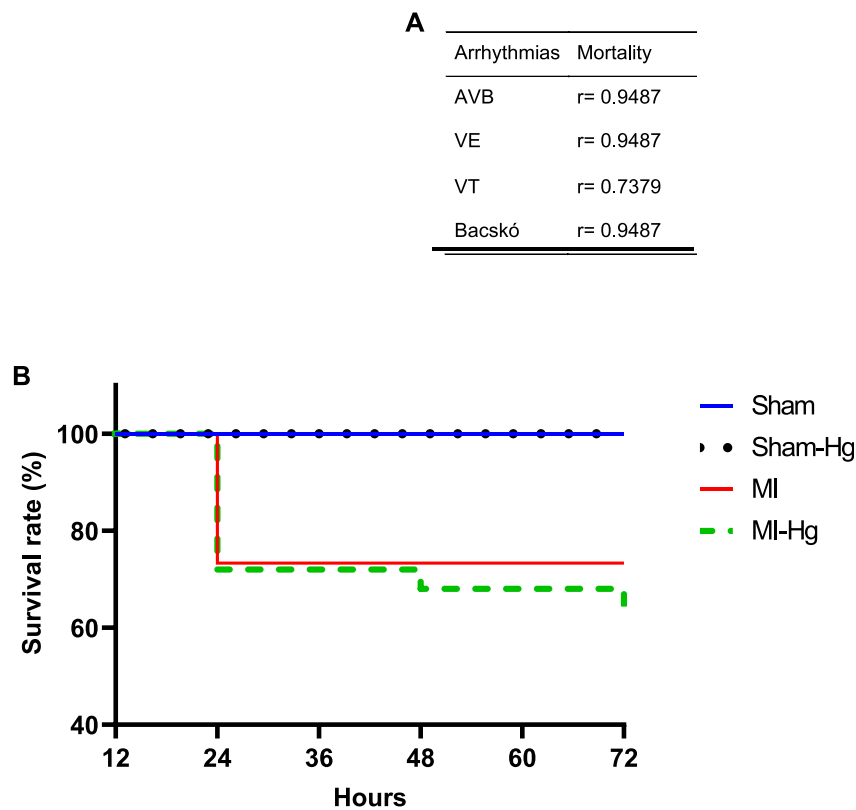 A
Arrhythmias Mortality
AVB r= 0.9487
VE r= 0.9487
VT r= 0.7379
Bacskó r= 0.9487
B
Survival rate (%)
100
80
60
40
12 24 36 48 60 72
Hours
Sham
Sham-Hg
MI
MI-Hg